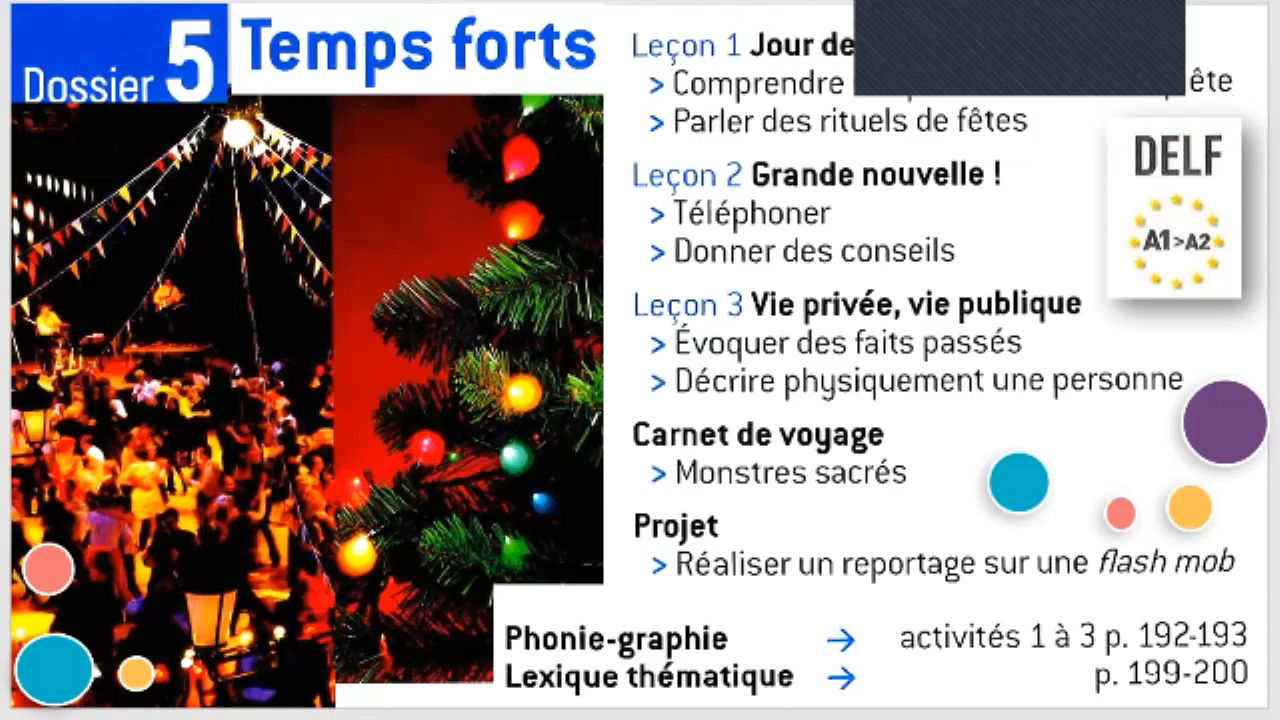 Dossier 5
Temps forts
Leçon 1 Jour de
> Comprendre
> Parler des rituels de fêtes
Leçon 2 Grande nouvelle !
> Téléphoner
> Donner des conseils
Leçon 3 Vie privée, vie publique
> Évoquer des faits passés
> Décrire physiquement une personne
Carnet de voyage
> Monstres sacrés
Projet
> Réaliser un reportage sur une flash mob
DELF
A1>A2
Phonie-graphie → activités 1 à 3 p. 192-193
Lexique thématique → p. 199-200